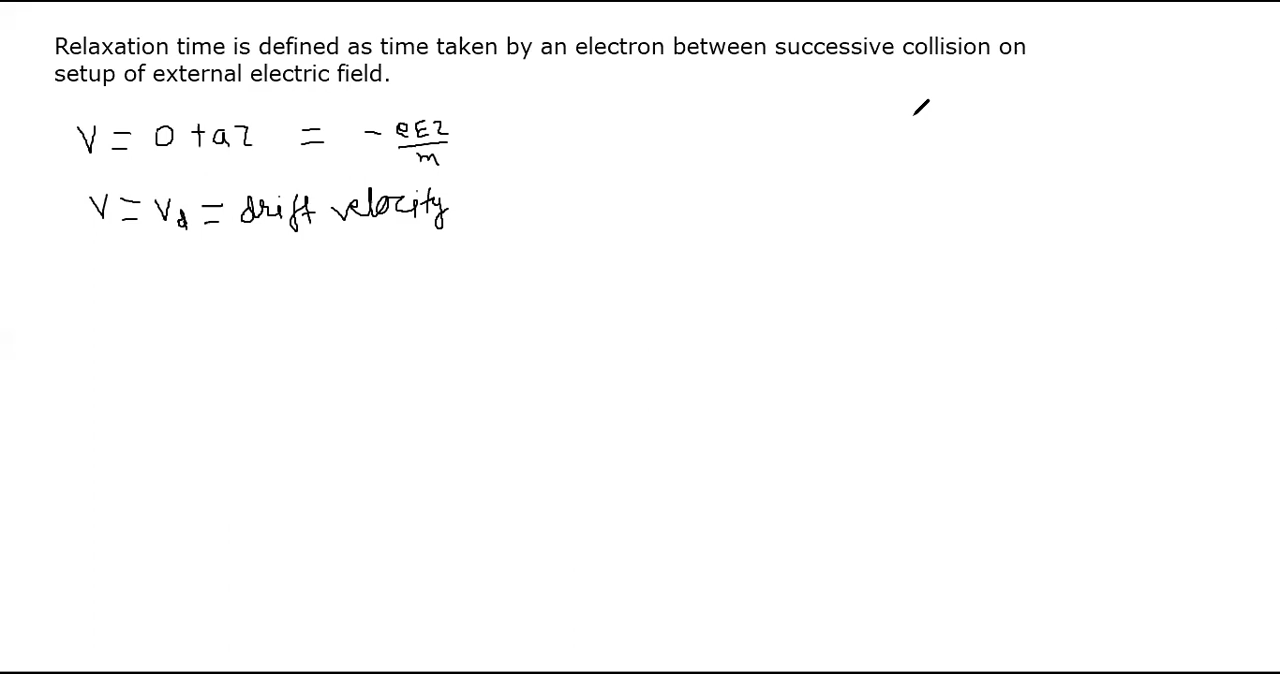 Relaxation time is defined as time taken by an electron between successive collision on
setup of external electric field.
V = 0 + aτ = - eEτ/m
V = Vd = drift velocity